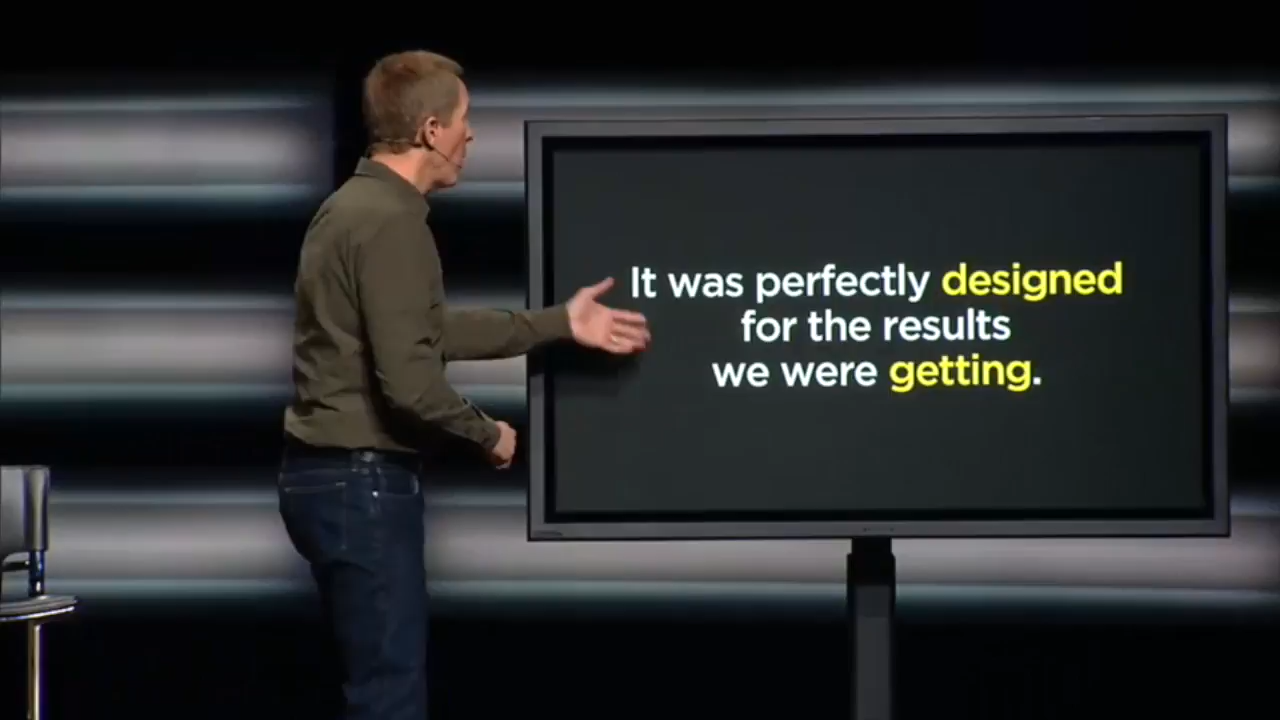 It was perfectly designed
for the results
we were getting.